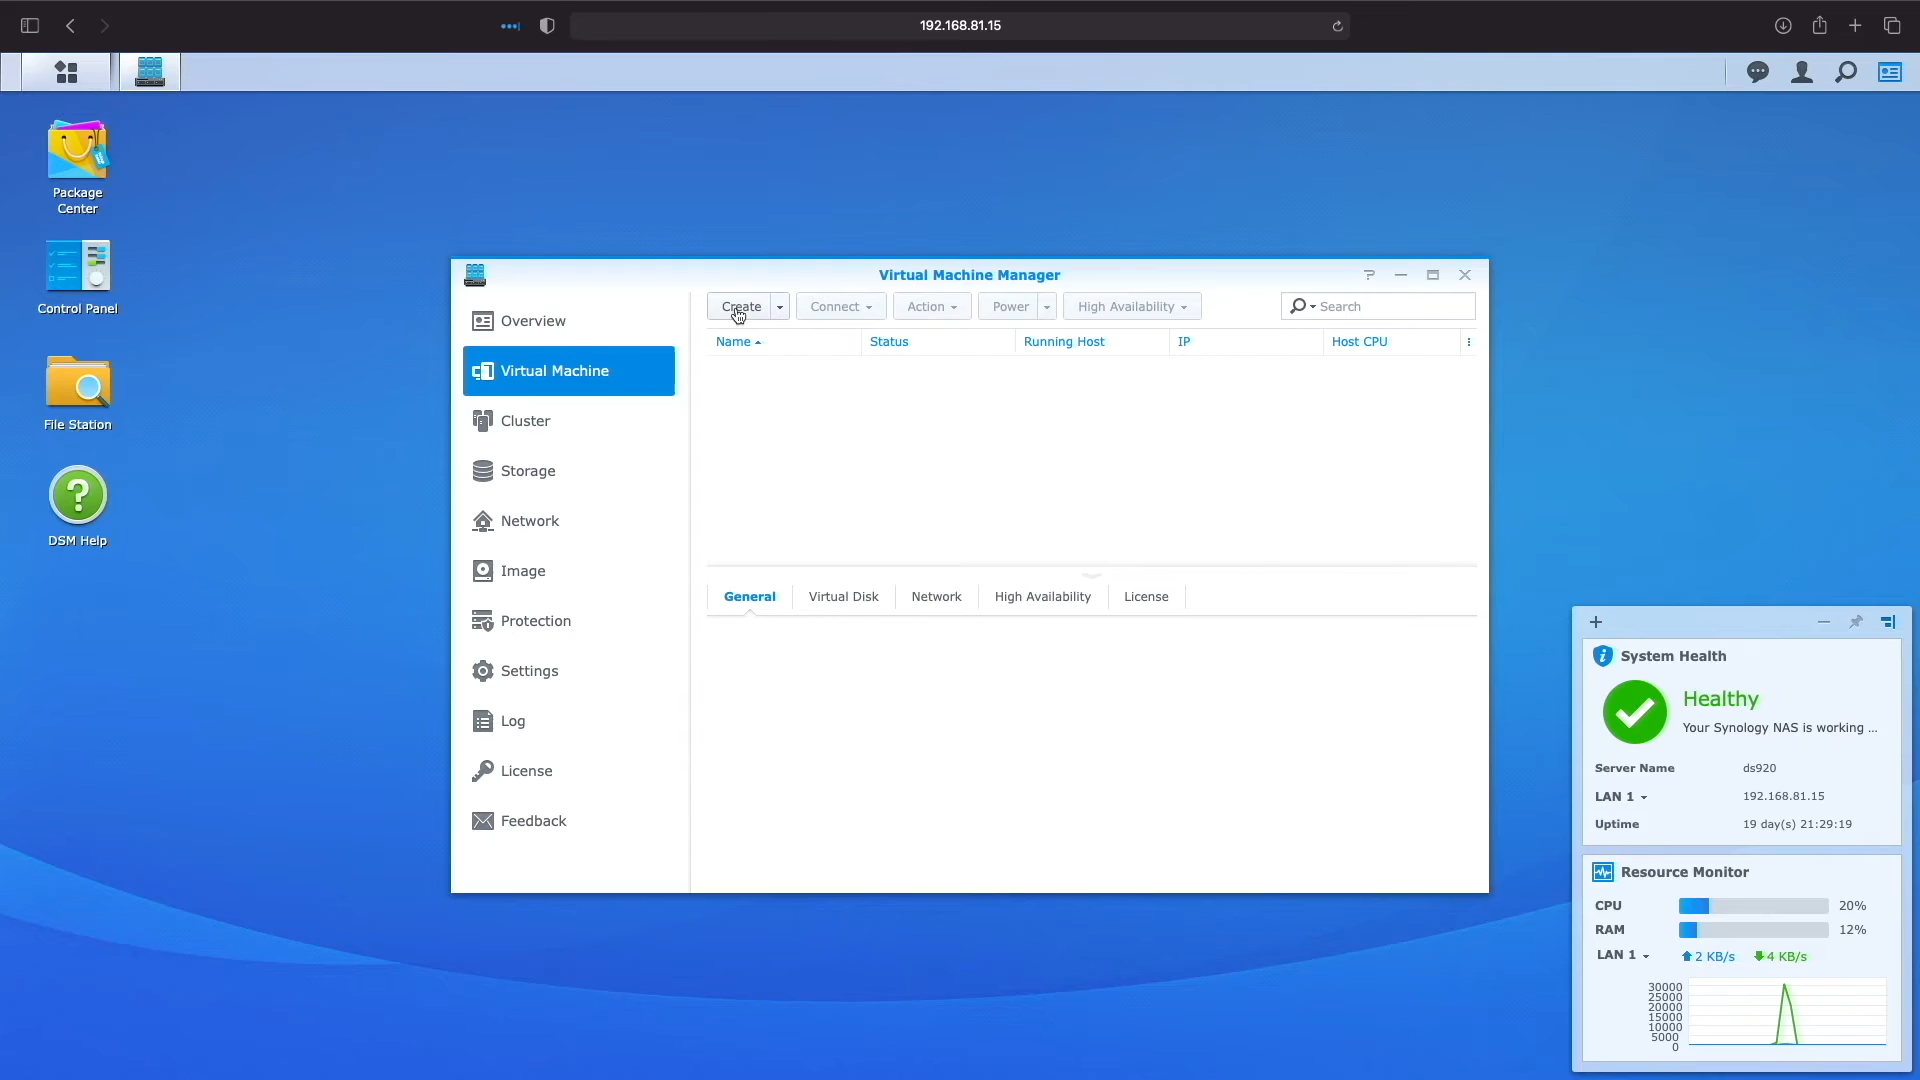 192.168.81.15
Package
Center
Control Panel
File Station
DSM Help
Virtual Machine Manager
Overview
Virtual Machine
Cluster
Storage
Network
Image
Protection
Settings
Log
License
Feedback
Create
Connect
Action
Power
High Availability
Search
Name
Status
Running Host
IP
Host CPU
General
Virtual Disk
Network
High Availability
License
System Health
Healthy
Your Synology NAS is working ...
Server Name ds920
LAN 1 192.168.81.15
Uptime 19 day(s) 21:29:19
Resource Monitor
CPU 20%
RAM 12%
LAN 1 2 KB/s 4 KB/s
30000
25000
20000
15000
10000
5000
0